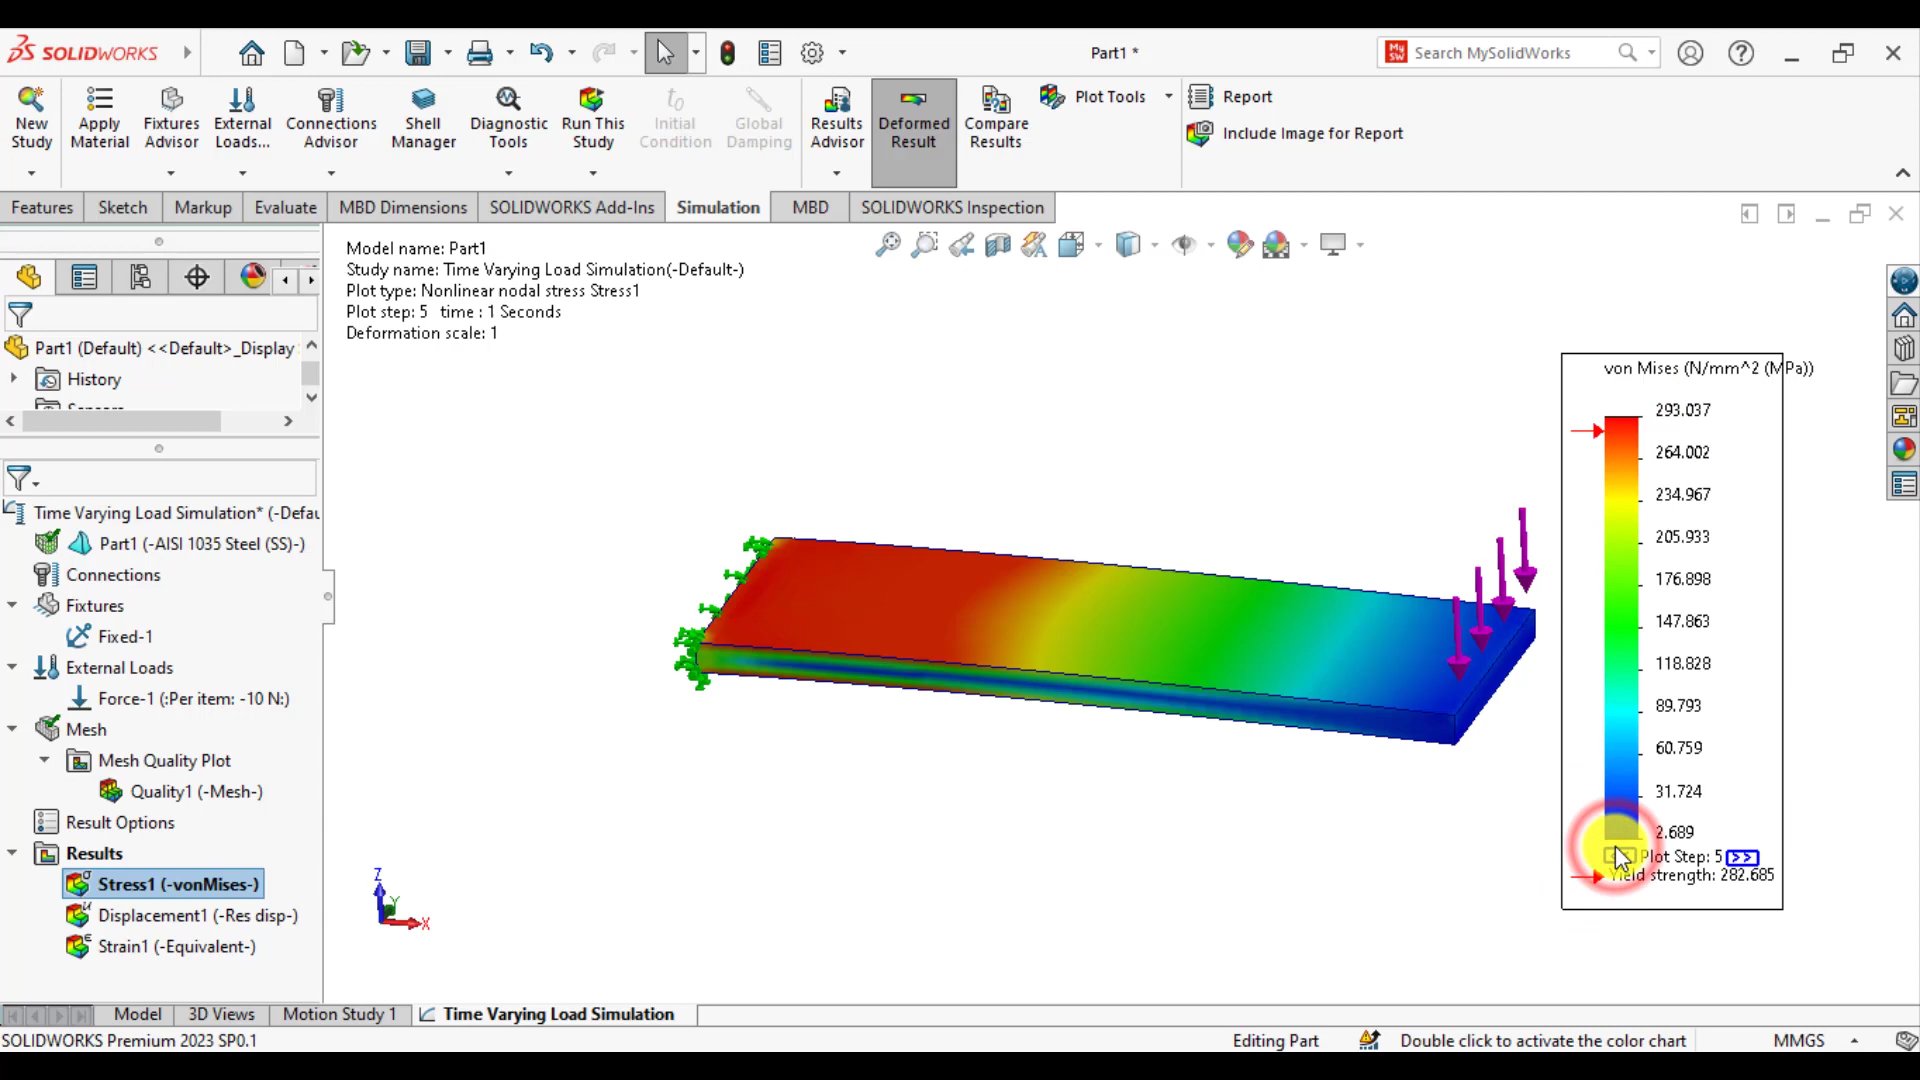 SOLIDWORKS
Part1 *
Search MySolidWorks
New Study
Apply Material
Fixtures Advisor
External Loads...
Connections Advisor
Shell Manager
Diagnostic Tools
Run This Study
Initial Condition
Global Damping
Results Advisor
Deformed Result
Compare Results
Plot Tools
Report
Include Image for Report
Features
Sketch
Markup
Evaluate
MBD Dimensions
SOLIDWORKS Add-Ins
Simulation
MBD
SOLIDWORKS Inspection
Part1 (Default) <<Default>_Display
History
Time Varying Load Simulation* (-Defau
Part1 (-AISI 1035 Steel (SS)-)
Connections
Fixtures
Fixed-1
External Loads
Force-1 (:Per item: -10 N:)
Mesh
Mesh Quality Plot
Quality1 (-Mesh-)
Result Options
Results
Stress1 (-vonMises-)
Displacement1 (-Res disp-)
Strain1 (-Equivalent-)
Model name: Part1
Study name: Time Varying Load Simulation(-Default-)
Plot type: Nonlinear nodal stress Stress1
Plot step: 5 time : 1 Seconds
Deformation scale: 1
von Mises (N/mm^2 (MPa))
293.037
264.002
234.967
205.933
176.898
147.863
118.828
89.793
60.759
31.724
2.689
Plot Step: 5 >>
Yield strength: 282.685
Z
Y
X
Model
3D Views
Motion Study 1
Time Varying Load Simulation
SOLIDWORKS Premium 2023 SP0.1
Editing Part
Double click to activate the color chart
MMGS